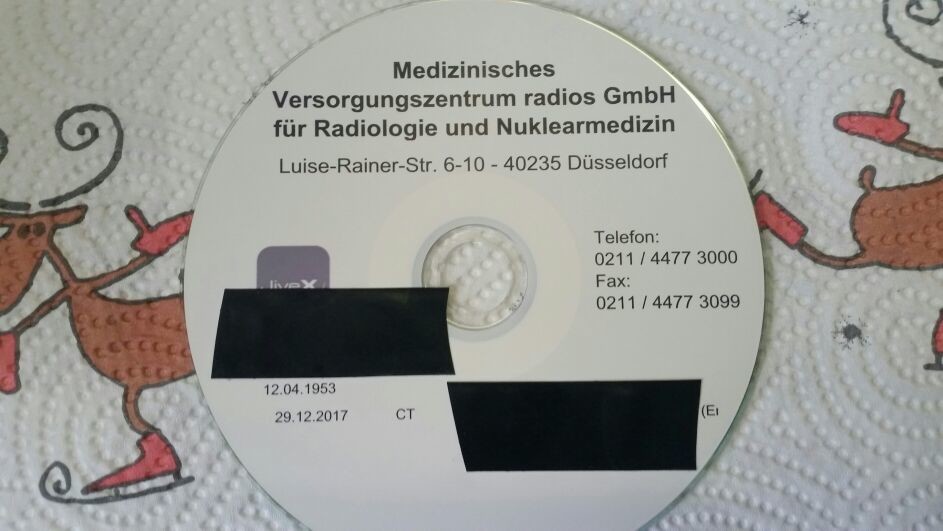 Medizinisches
Versorgungszentrum radios GmbH
für Radiologie und Nuklearmedizin
Luise-Rainer-Str. 6-10 - 40235 Düsseldorf
Telefon:
0211 / 4477 3000
Fax:
0211 / 4477 3099
liveX
12.04.1953
29.12.2017 CT